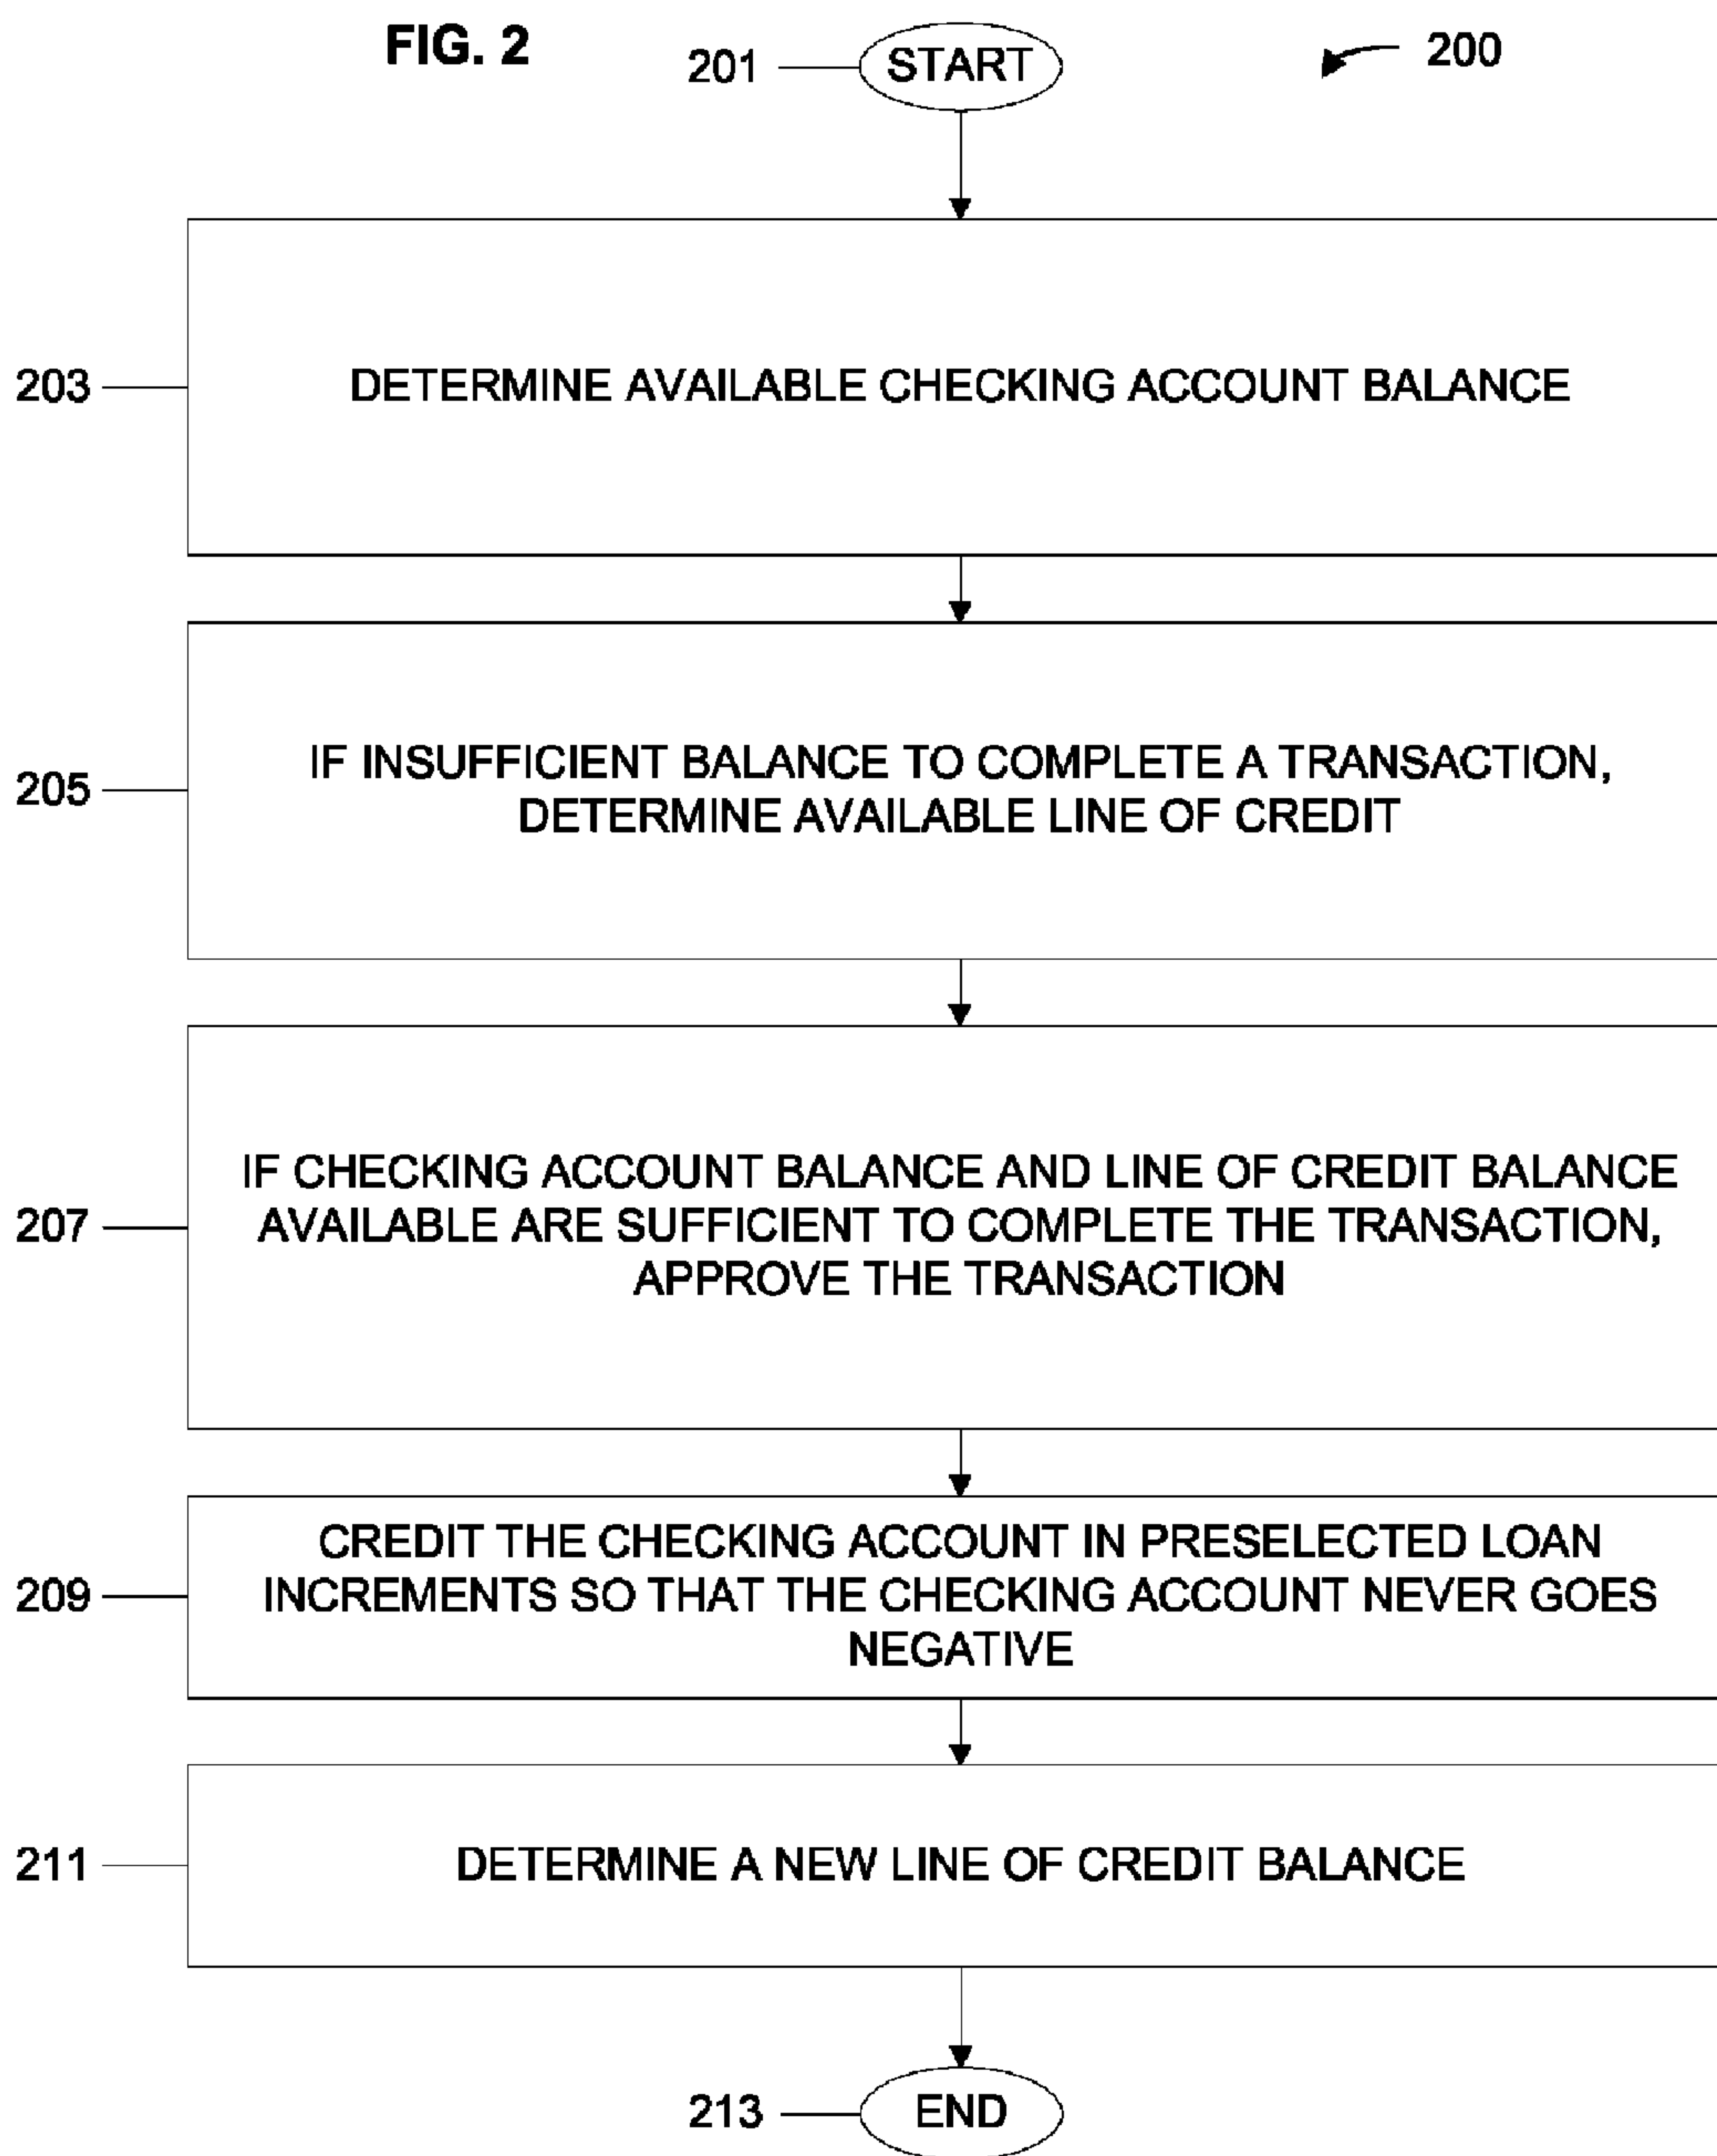 FIG. 2
201
START
200
203
DETERMINE AVAILABLE CHECKING ACCOUNT BALANCE
205
IF INSUFFICIENT BALANCE TO COMPLETE A TRANSACTION,
DETERMINE AVAILABLE LINE OF CREDIT
207
IF CHECKING ACCOUNT BALANCE AND LINE OF CREDIT BALANCE
AVAILABLE ARE SUFFICIENT TO COMPLETE THE TRANSACTION,
APPROVE THE TRANSACTION
209
CREDIT THE CHECKING ACCOUNT IN PRESELECTED LOAN
INCREMENTS SO THAT THE CHECKING ACCOUNT NEVER GOES
NEGATIVE
211
DETERMINE A NEW LINE OF CREDIT BALANCE
213
END